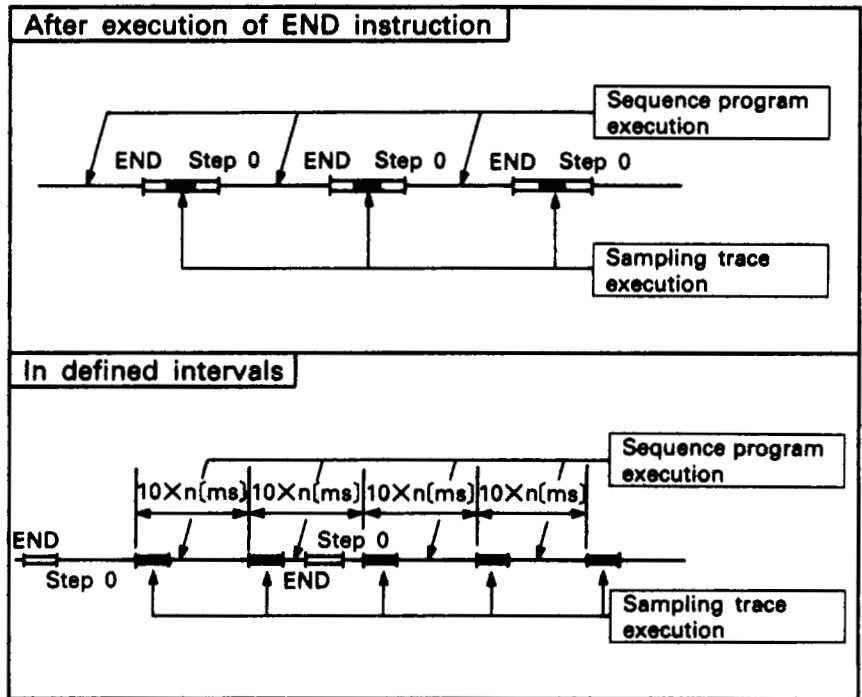 After execution of END instruction
Sequence program
execution
END Step 0 END Step 0 END Step 0
Sampling trace
execution
In defined intervals
Sequence program
execution
10×n(ms) 10×n(ms) 10×n(ms) 10×n(ms)
END Step 0
Step 0 END
Sampling trace
execution